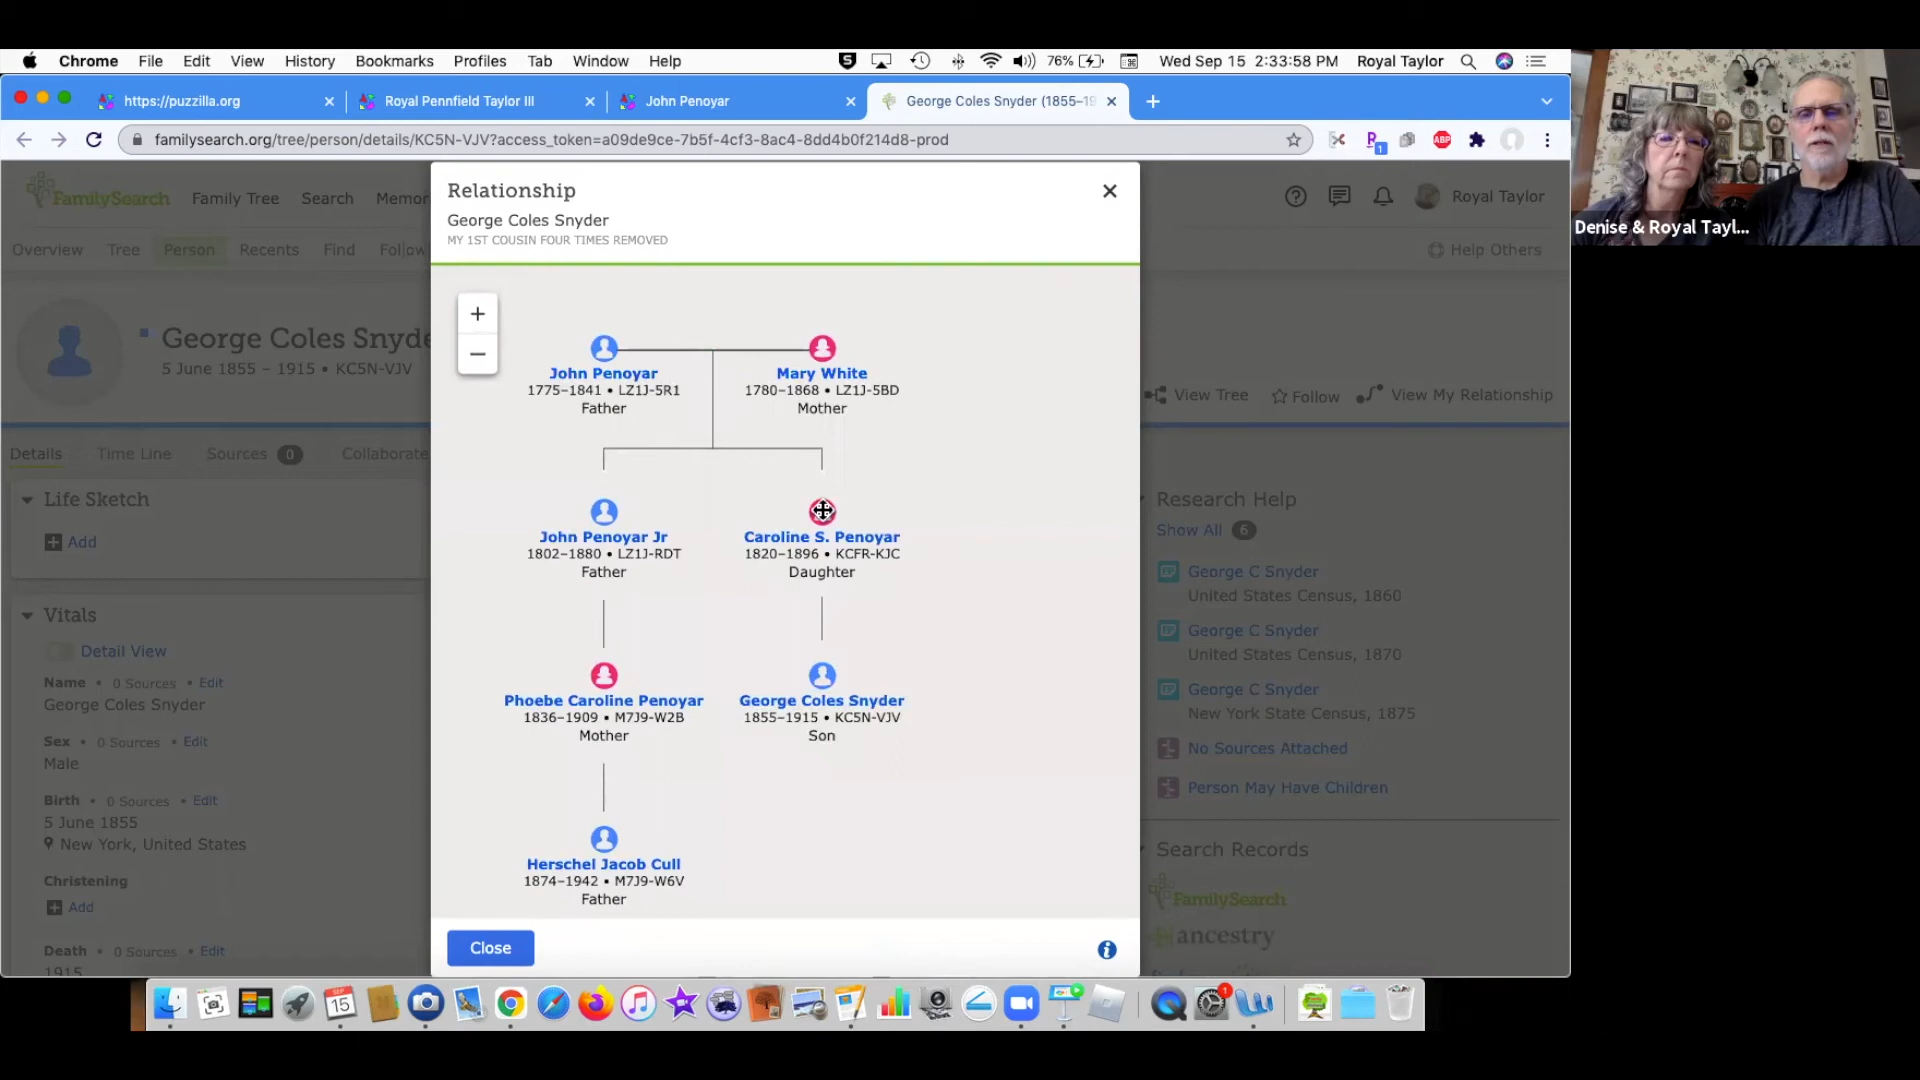 Chrome File Edit View History Bookmarks Profiles Tab Window Help
76% Wed Sep 15 2:33:58 PM Royal Taylor
https://puzzilla.org
Royal Pennfield Taylor III
John Penoyar
George Coles Snyder (1855–19
familysearch.org/tree/person/details/KC5N-VJV?access_token=a09de9ce-7b5f-4cf3-8ac4-8dd4b0f214d8-prod
Denise & Royal Tayl...
FamilySearch Family Tree Search Memor
Royal Taylor
Overview Tree Person Recents Find Follow
Help Others
George Coles Snyde
5 June 1855 – 1915 • KC5N-VJV
View Tree Follow View My Relationship
Details Time Line Sources 0 Collaborate
Life Sketch
Add
Vitals
Detail View
Name • 0 Sources • Edit
George Coles Snyder
Sex • 0 Sources • Edit
Male
Birth • 0 Sources • Edit
5 June 1855
New York, United States
Christening
Add
Death • 0 Sources • Edit
1915
Relationship
George Coles Snyder
MY 1ST COUSIN FOUR TIMES REMOVED
+
−
John Penoyar
1775–1841 • LZ1J-5R1
Father
Mary White
1780–1868 • LZ1J-5BD
Mother
John Penoyar Jr
1802–1880 • LZ1J-RDT
Father
Caroline S. Penoyar
1820–1896 • KCFR-KJC
Daughter
Phoebe Caroline Penoyar
1836–1909 • M7J9-W2B
Mother
George Coles Snyder
1855–1915 • KC5N-VJV
Son
Herschel Jacob Cull
1874–1942 • M7J9-W6V
Father
Close
Research Help
Show All 6
George C Snyder
United States Census, 1860
George C Snyder
United States Census, 1870
George C Snyder
New York State Census, 1875
No Sources Attached
Person May Have Children
Search Records
FamilySearch
ancestry
SEP
15
1